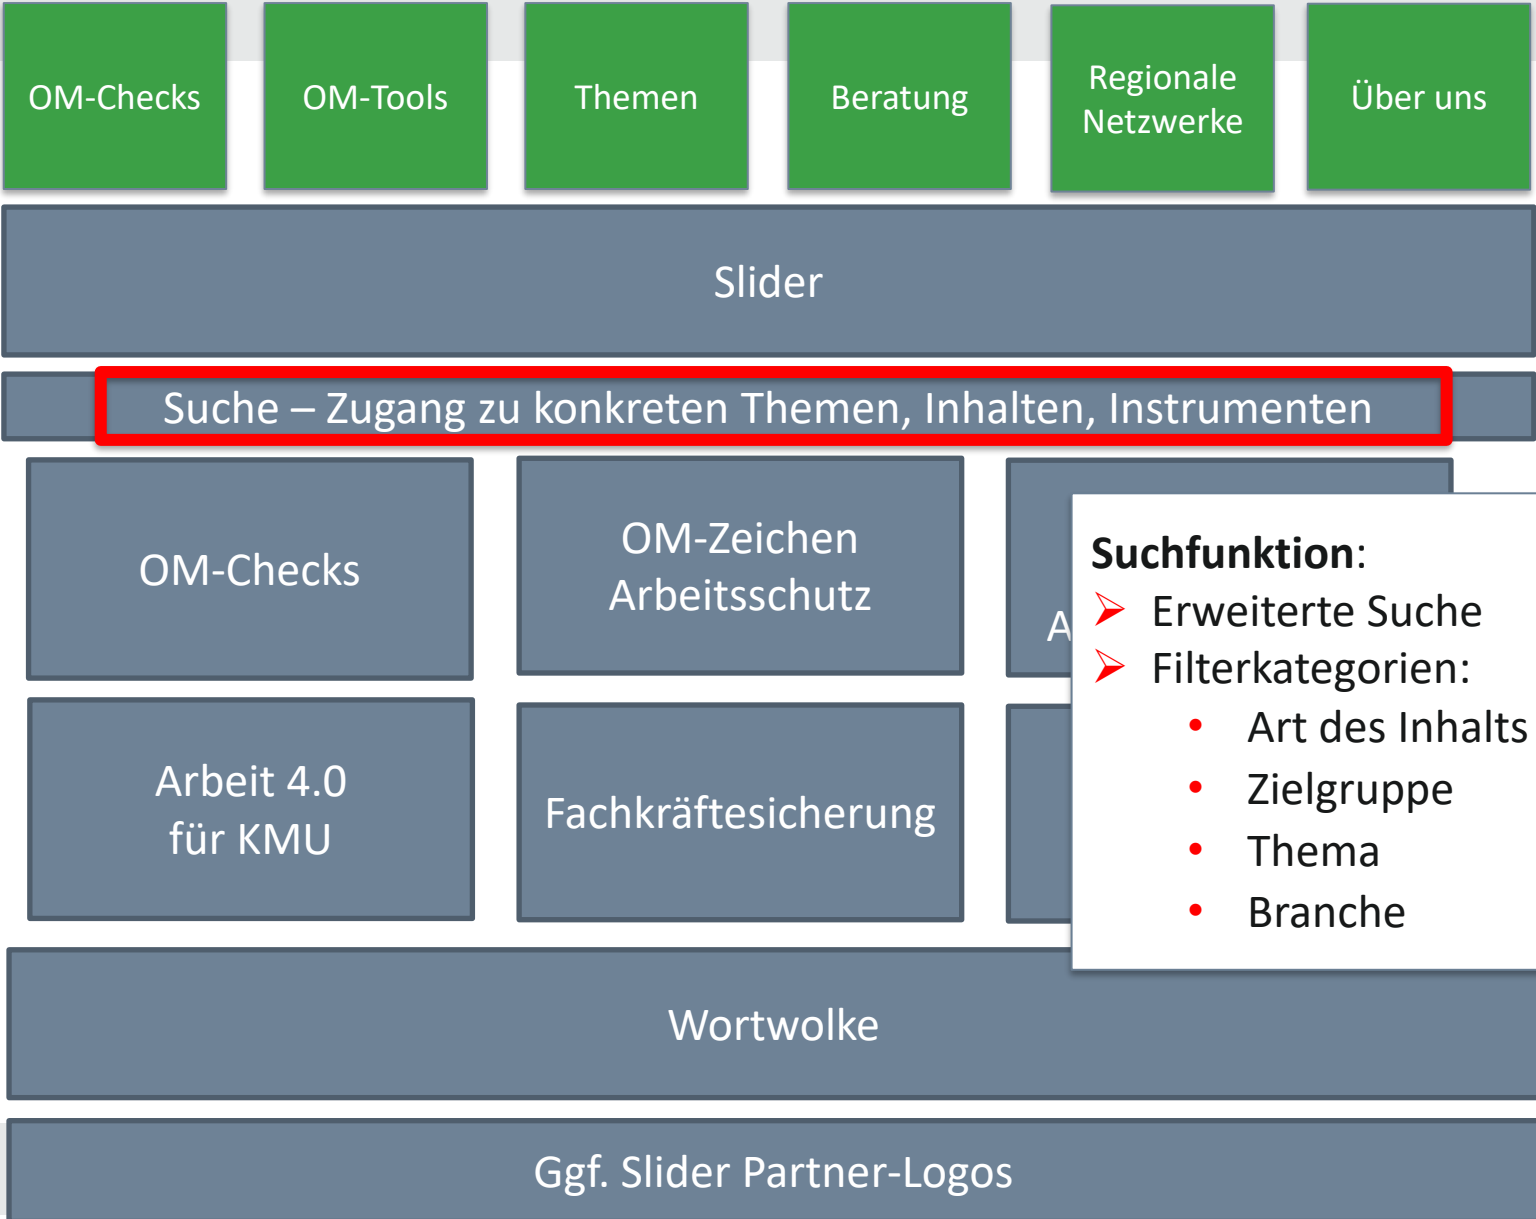 OM-Checks
OM-Tools
Themen
Beratung
Regionale
Netzwerke
Über uns
Slider
Suche – Zugang zu konkreten Themen, Inhalten, Instrumenten
OM-Checks
OM-Zeichen
Arbeitsschutz
Arbeit 4.0
für KMU
Fachkräftesicherung
Suchfunktion:
Erweiterte Suche
Filterkategorien:
• Art des Inhalts
• Zielgruppe
• Thema
• Branche
Wortwolke
Ggf. Slider Partner-Logos